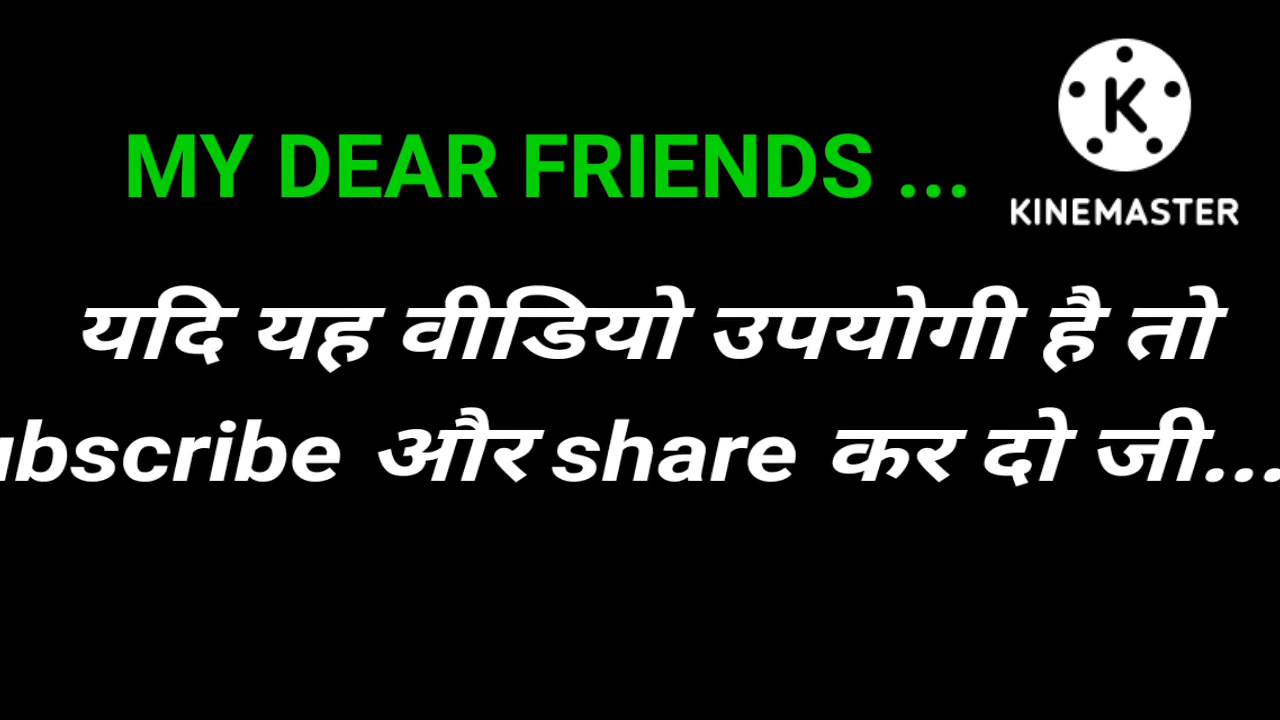 MY DEAR FRIENDS ...
KINEMASTER
यदि यह वीडियो उपयोगी है तो
ubscribe और share कर दो जी...